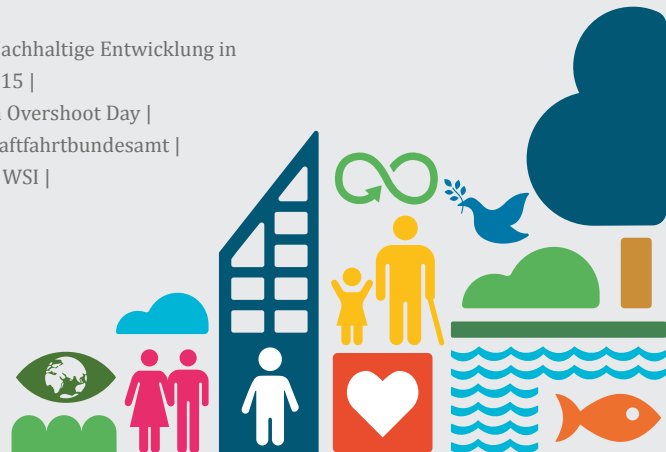 achhaltige Entwicklung in
15 |
Overshoot Day |
aftfahrtbundesamt |
WSI |